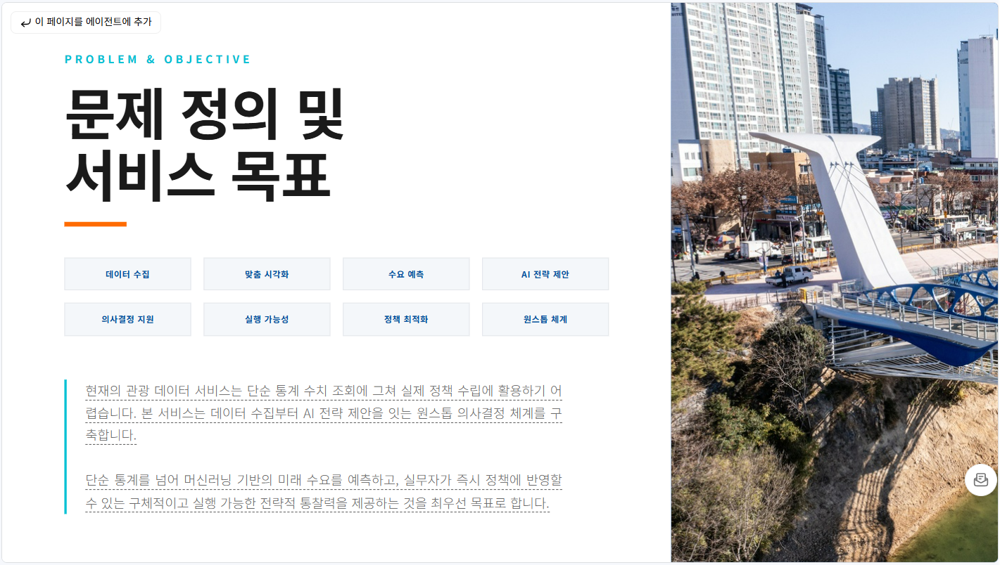 이 페이지를 에이전트에 추가
PROBLEM & OBJECTIVE
문제 정의 및
서비스 목표
데이터 수집
맞춤 시각화
수요 예측
AI 전략 제안
의사결정 지원
실행 가능성
정책 최적화
원스톱 체계
현재의 관광 데이터 서비스는 단순 통계 수치 조회에 그쳐 실제 정책 수립에 활용하기 어
렵습니다. 본 서비스는 데이터 수집부터 AI 전략 제안을 잇는 원스톱 의사결정 체계를 구
축합니다.
단순 통계를 넘어 머신러닝 기반의 미래 수요를 예측하고, 실무자가 즉시 정책에 반영할
수 있는 구체적이고 실행 가능한 전략적 통찰력을 제공하는 것을 최우선 목표로 합니다.